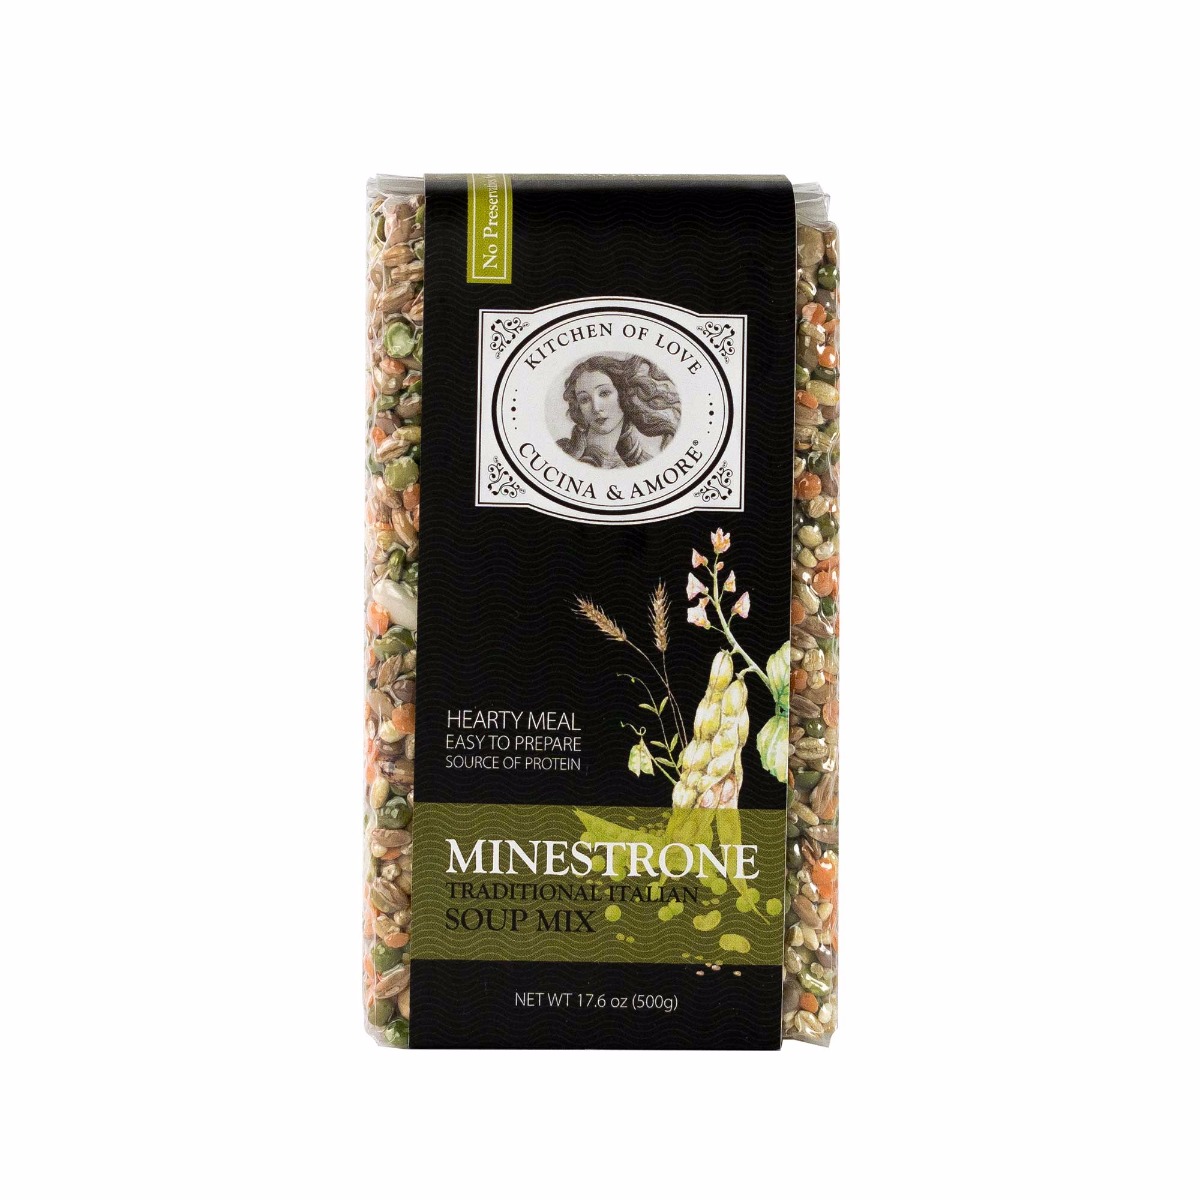 No
KITCHEN OF LOVE
CUCINA & AMORE®
HEARTY MEAL
EASY TO PREPARE
SOURCE OF PROTEIN
MINESTRONE
TRADITIONAL ITALIAN
SOUP MIX
NET WT 17.6 oz (500g)